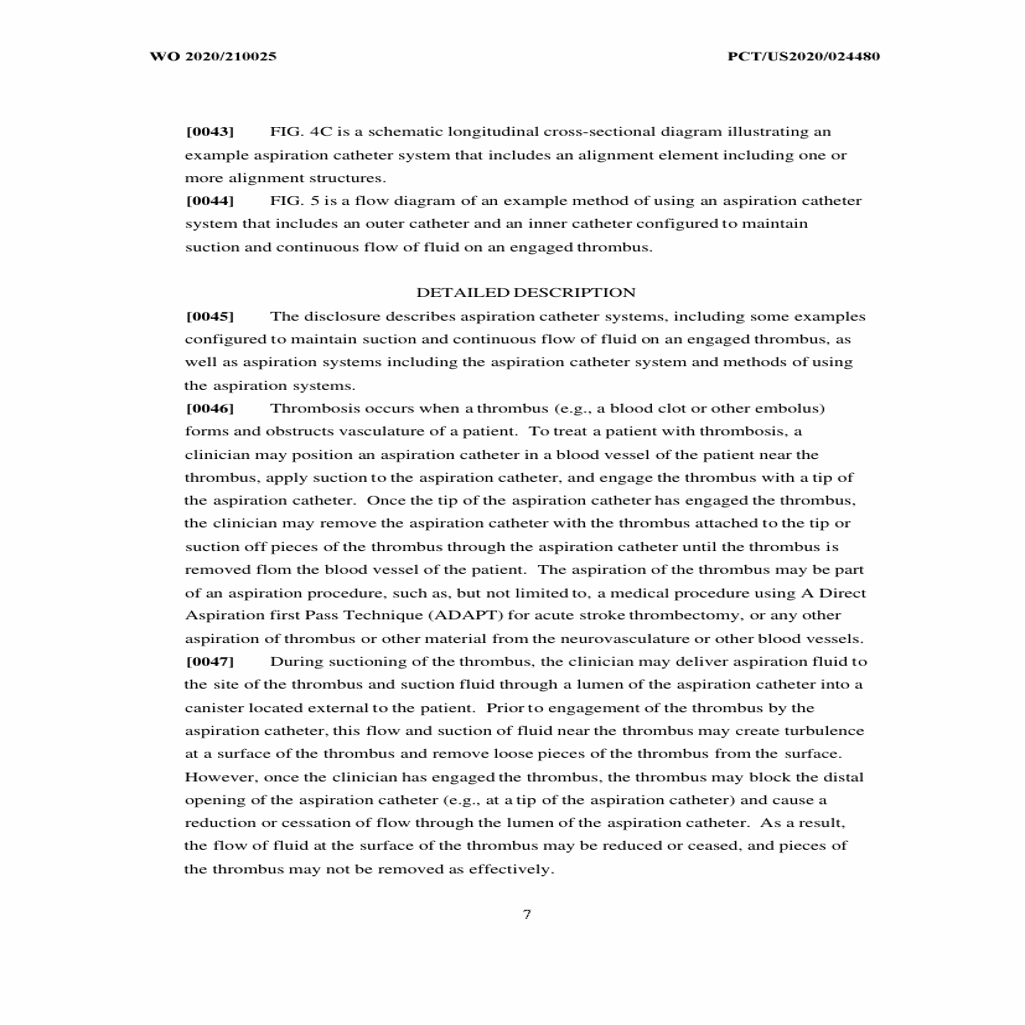 WO 2020/210025 PCT/US2020/024480
[0043] FIG. 4C is a schematic longitudinal cross-sectional diagram illustrating an
example aspiration catheter system that includes an alignment element including one or
more alignment structures.
[0044] FIG. 5 is a flow diagram of an example method of using an aspiration catheter
system that includes an outer catheter and an inner catheter configured to maintain
suction and continuous flow of fluid on an engaged thrombus.
DETAILED DESCRIPTION
[0045] The disclosure describes aspiration catheter systems, including some examples
configured to maintain suction and continuous flow of fluid on an engaged thrombus, as
well as aspiration systems including the aspiration catheter system and methods of using
the aspiration systems.
[0046] Thrombosis occurs when a thrombus (e.g., a blood clot or other embolus)
forms and obstructs vasculature of a patient. To treat a patient with thrombosis, a
clinician may position an aspiration catheter in a blood vessel of the patient near the
thrombus, apply suction to the aspiration catheter, and engage the thrombus with a tip of
the aspiration catheter. Once the tip of the aspiration catheter has engaged the thrombus,
the clinician may remove the aspiration catheter with the thrombus attached to the tip or
suction off pieces of the thrombus through the aspiration catheter until the thrombus is
removed flom the blood vessel of the patient. The aspiration of the thrombus may be part
of an aspiration procedure, such as, but not limited to, a medical procedure using A Direct
Aspiration first Pass Technique (ADAPT) for acute stroke thrombectomy, or any other
aspiration of thrombus or other material from the neurovasculature or other blood vessels.
[0047] During suctioning of the thrombus, the clinician may deliver aspiration fluid to
the site of the thrombus and suction fluid through a lumen of the aspiration catheter into a
canister located external to the patient. Prior to engagement of the thrombus by the
aspiration catheter, this flow and suction of fluid near the thrombus may create turbulence
at a surface of the thrombus and remove loose pieces of the thrombus from the surface.
However, once the clinician has engaged the thrombus, the thrombus may block the distal
opening of the aspiration catheter (e.g., at a tip of the aspiration catheter) and cause a
reduction or cessation of flow through the lumen of the aspiration catheter. As a result,
the flow of fluid at the surface of the thrombus may be reduced or ceased, and pieces of
the thrombus may not be removed as effectively.
7